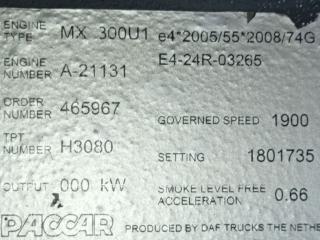 ENGINE TYPE MX 300U1 e4*2005/55*2008/74G
ENGINE NUMBER A-21131 E4-24R-03265
ORDER NUMBER 465967 GOVERNED SPEED 1900
TPT NUMBER H3080 SETTING 1801735
OUTPUT 000 kW SMOKE LEVEL FREE ACCELERATION 0.66
PACCAR PRODUCED BY DAF TRUCKS THE NETHE